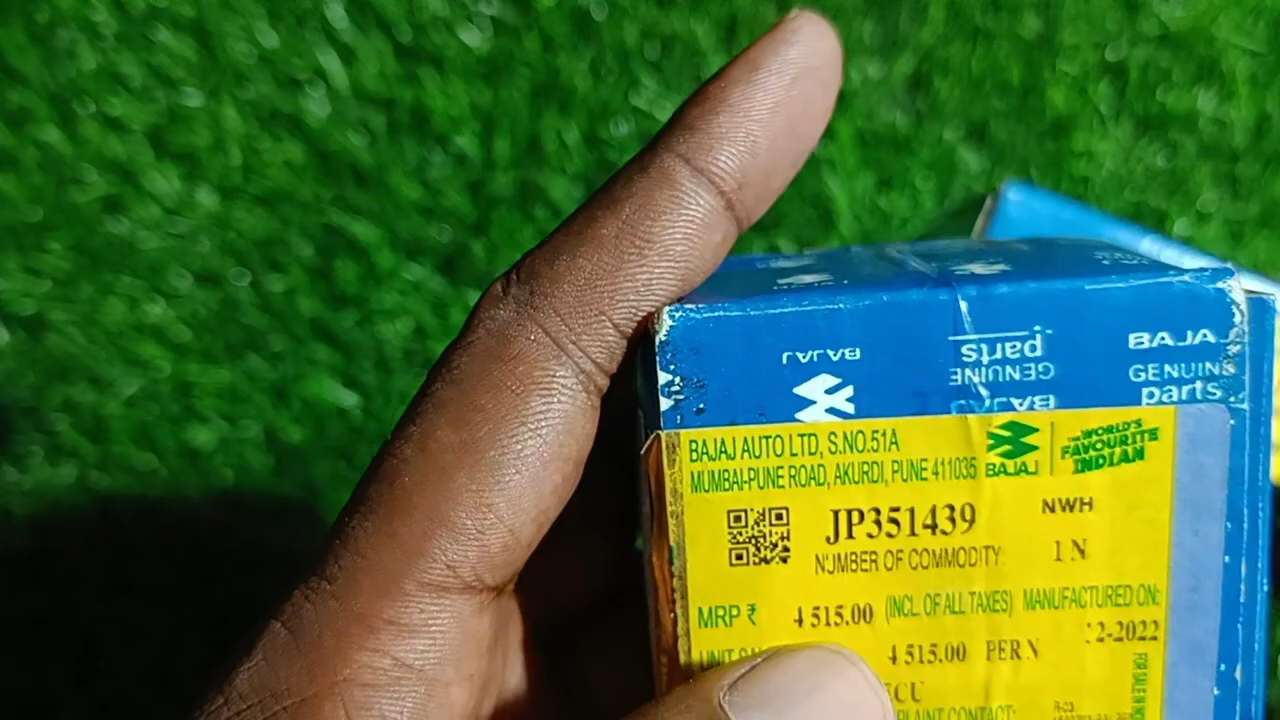 BAJAJ
BAJAJ
GENUINE
parts
BAJAJ
GENUINE
parts
BAJAJ AUTO LTD, S.NO.51A
MUMBAI-PUNE ROAD, AKURDI, PUNE 411035
BAJAJ
THE WORLD'S
FAVOURITE
INDIAN
JP351439
NWH
NUMBER OF COMMODITY: 1 N
MRP ₹ 4 515.00 (INCL. OF ALL TAXES) MANUFACTURED ON:
2-2022
4 515.00 PER N
ECU